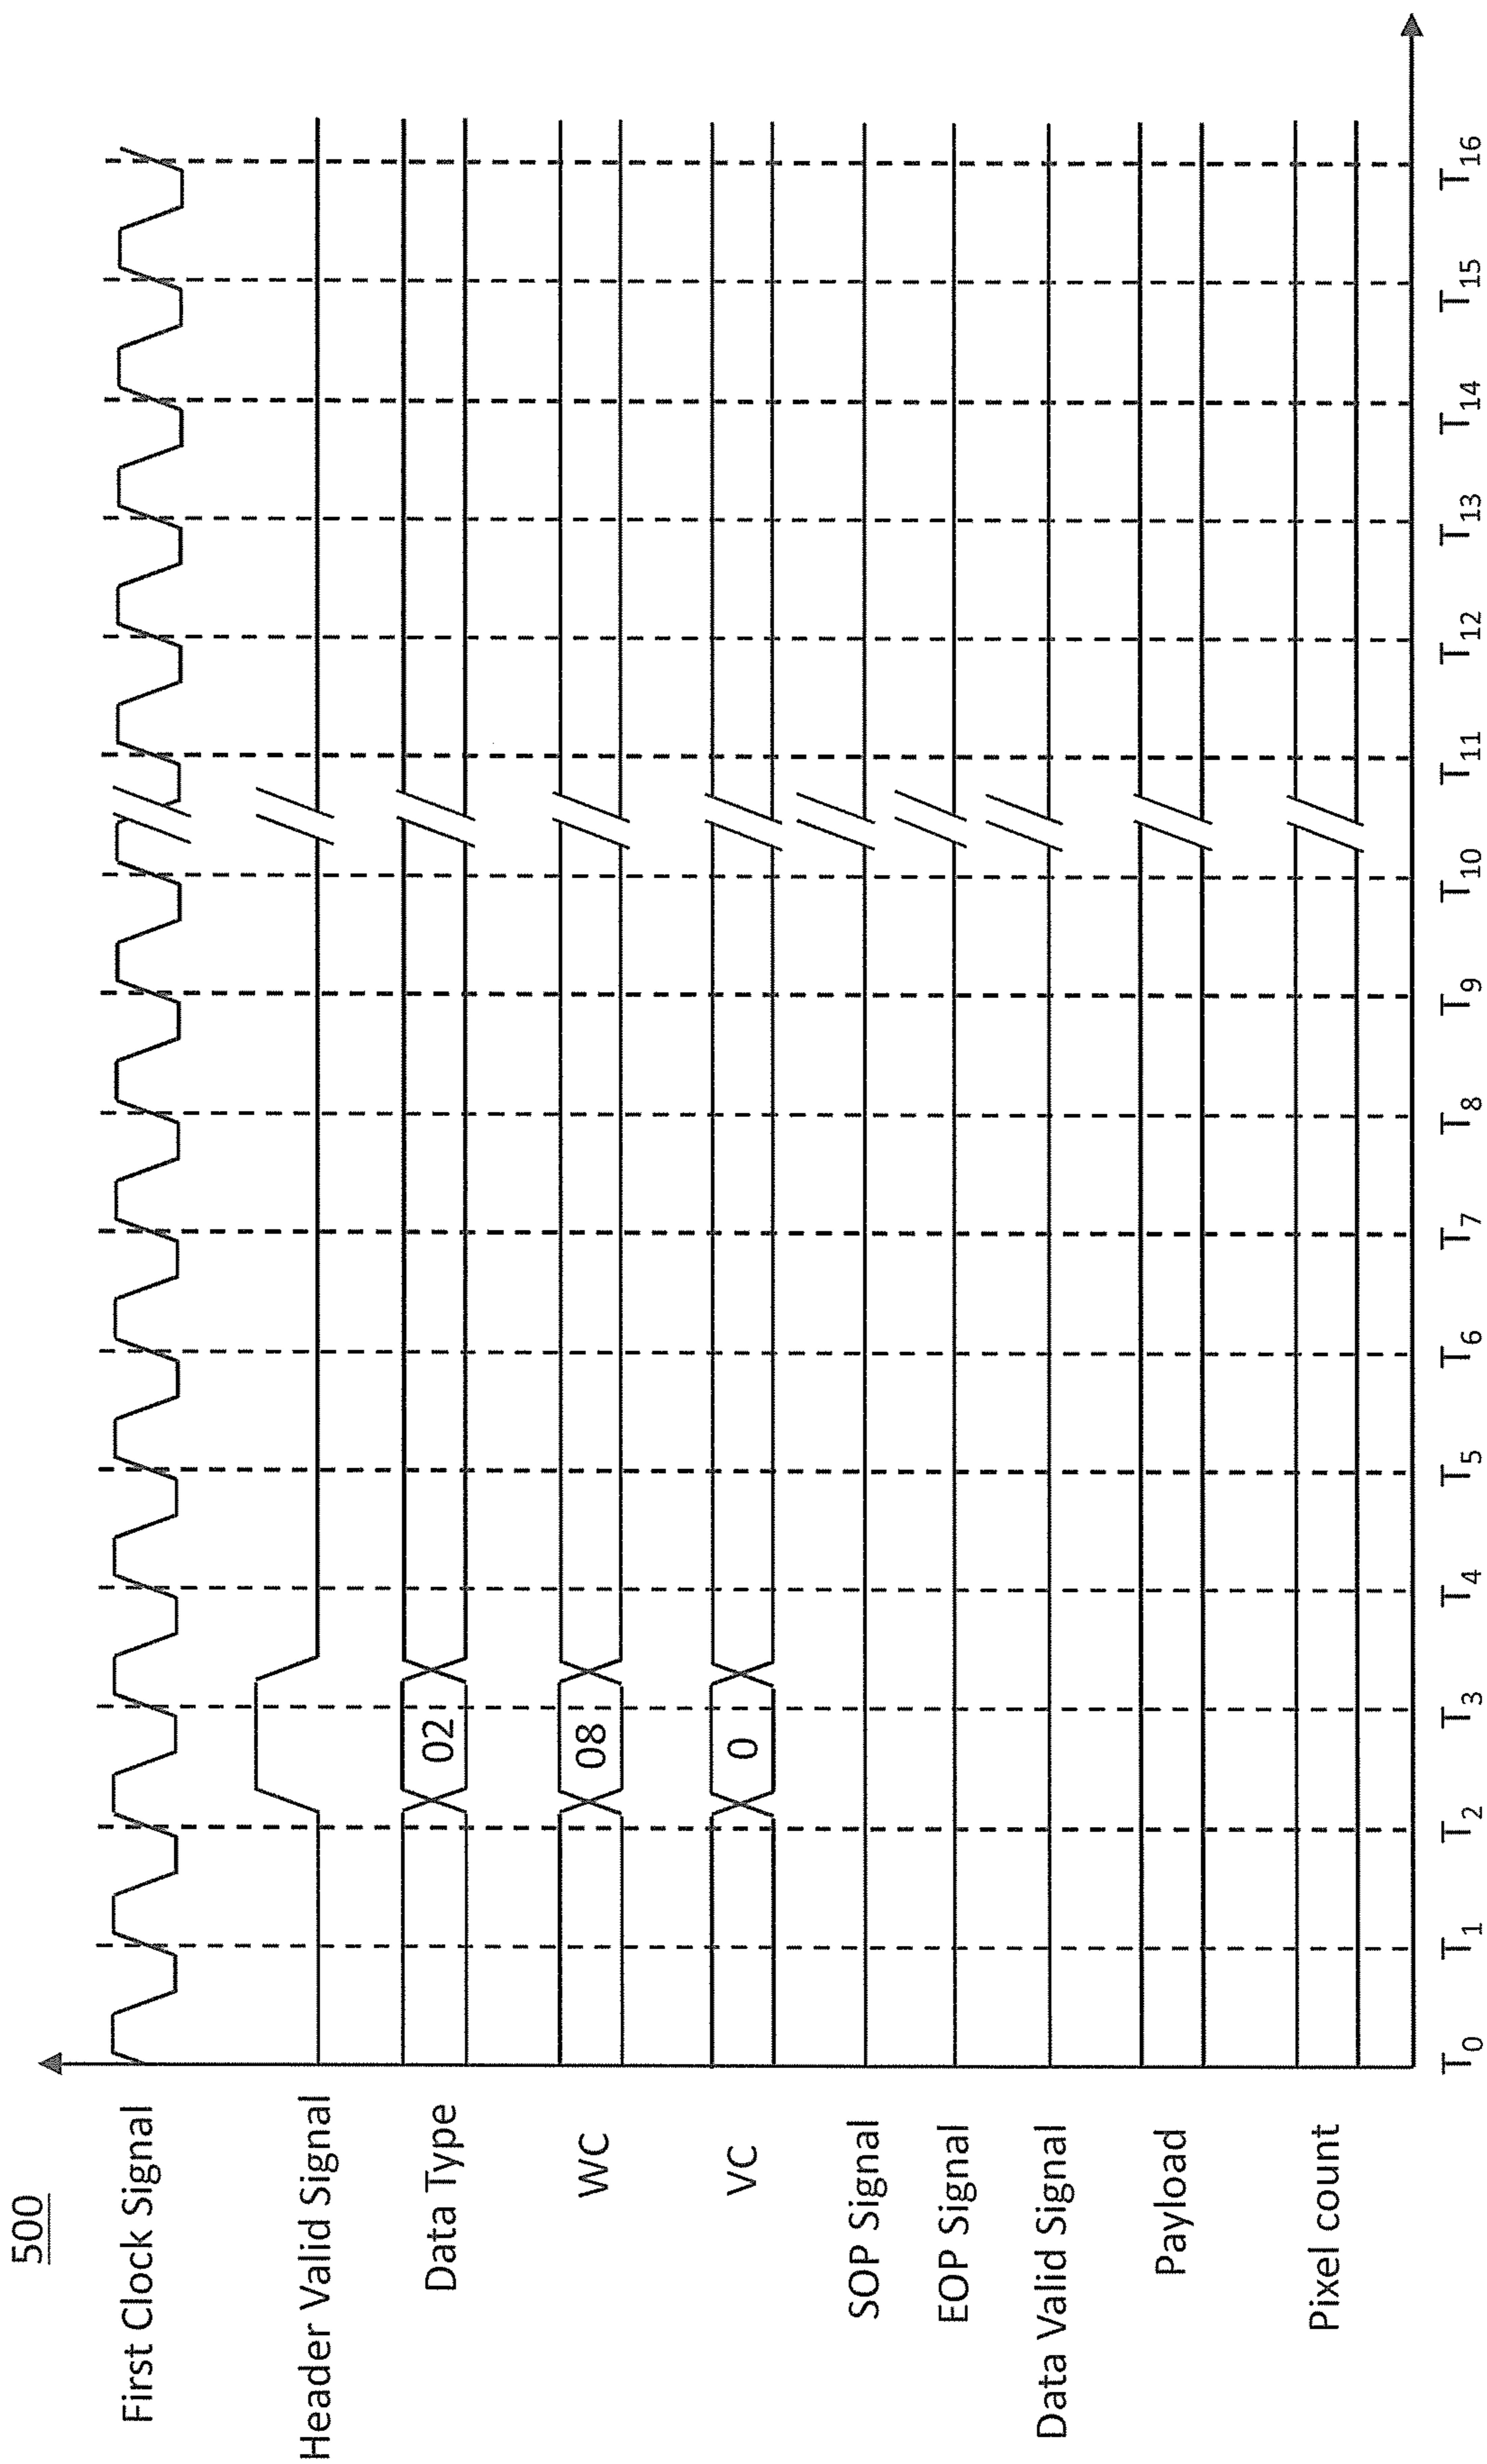 500
First Clock Signal
Header Valid Signal
Data Type
02
WC
08
VC
0
SOP Signal
EOP Signal
Data Valid Signal
Payload
Pixel count
T0 T1 T2 T3 T4 T5 T6 T7 T8 T9 T10 T11 T12 T13 T14 T15 T16